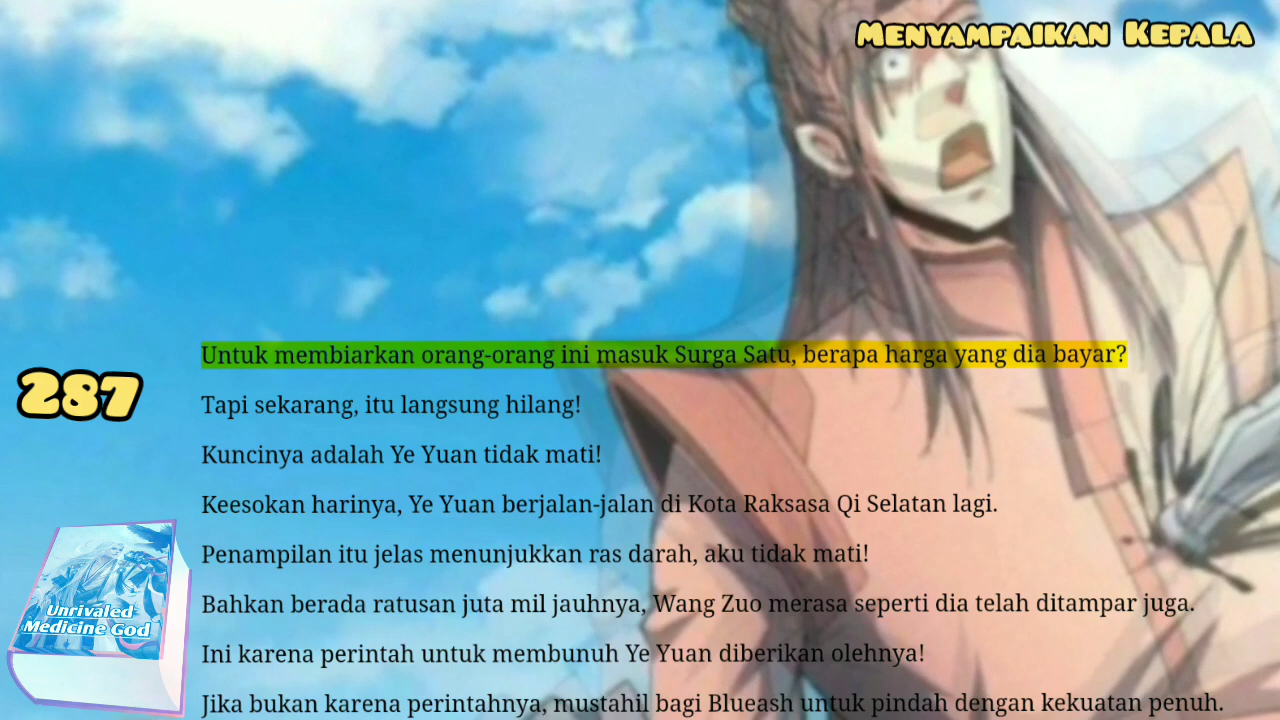 Menyampaikan Kepala
Untuk membiarkan orang-orang ini masuk Surga Satu, berapa harga yang dia bayar?
287
Tapi sekarang, itu langsung hilang!
Kuncinya adalah Ye Yuan tidak mati!
Keesokan harinya, Ye Yuan berjalan-jalan di Kota Raksasa Qi Selatan lagi.
Penampilan itu jelas menunjukkan ras darah, aku tidak mati!
Bahkan berada ratusan juta mil jauhnya, Wang Zuo merasa seperti dia telah ditampar juga.
Ini karena perintah untuk membunuh Ye Yuan diberikan olehnya!
Jika bukan karena perintahnya, mustahil bagi Blueash untuk pindah dengan kekuatan penuh.
Unrivaled
Medicine God